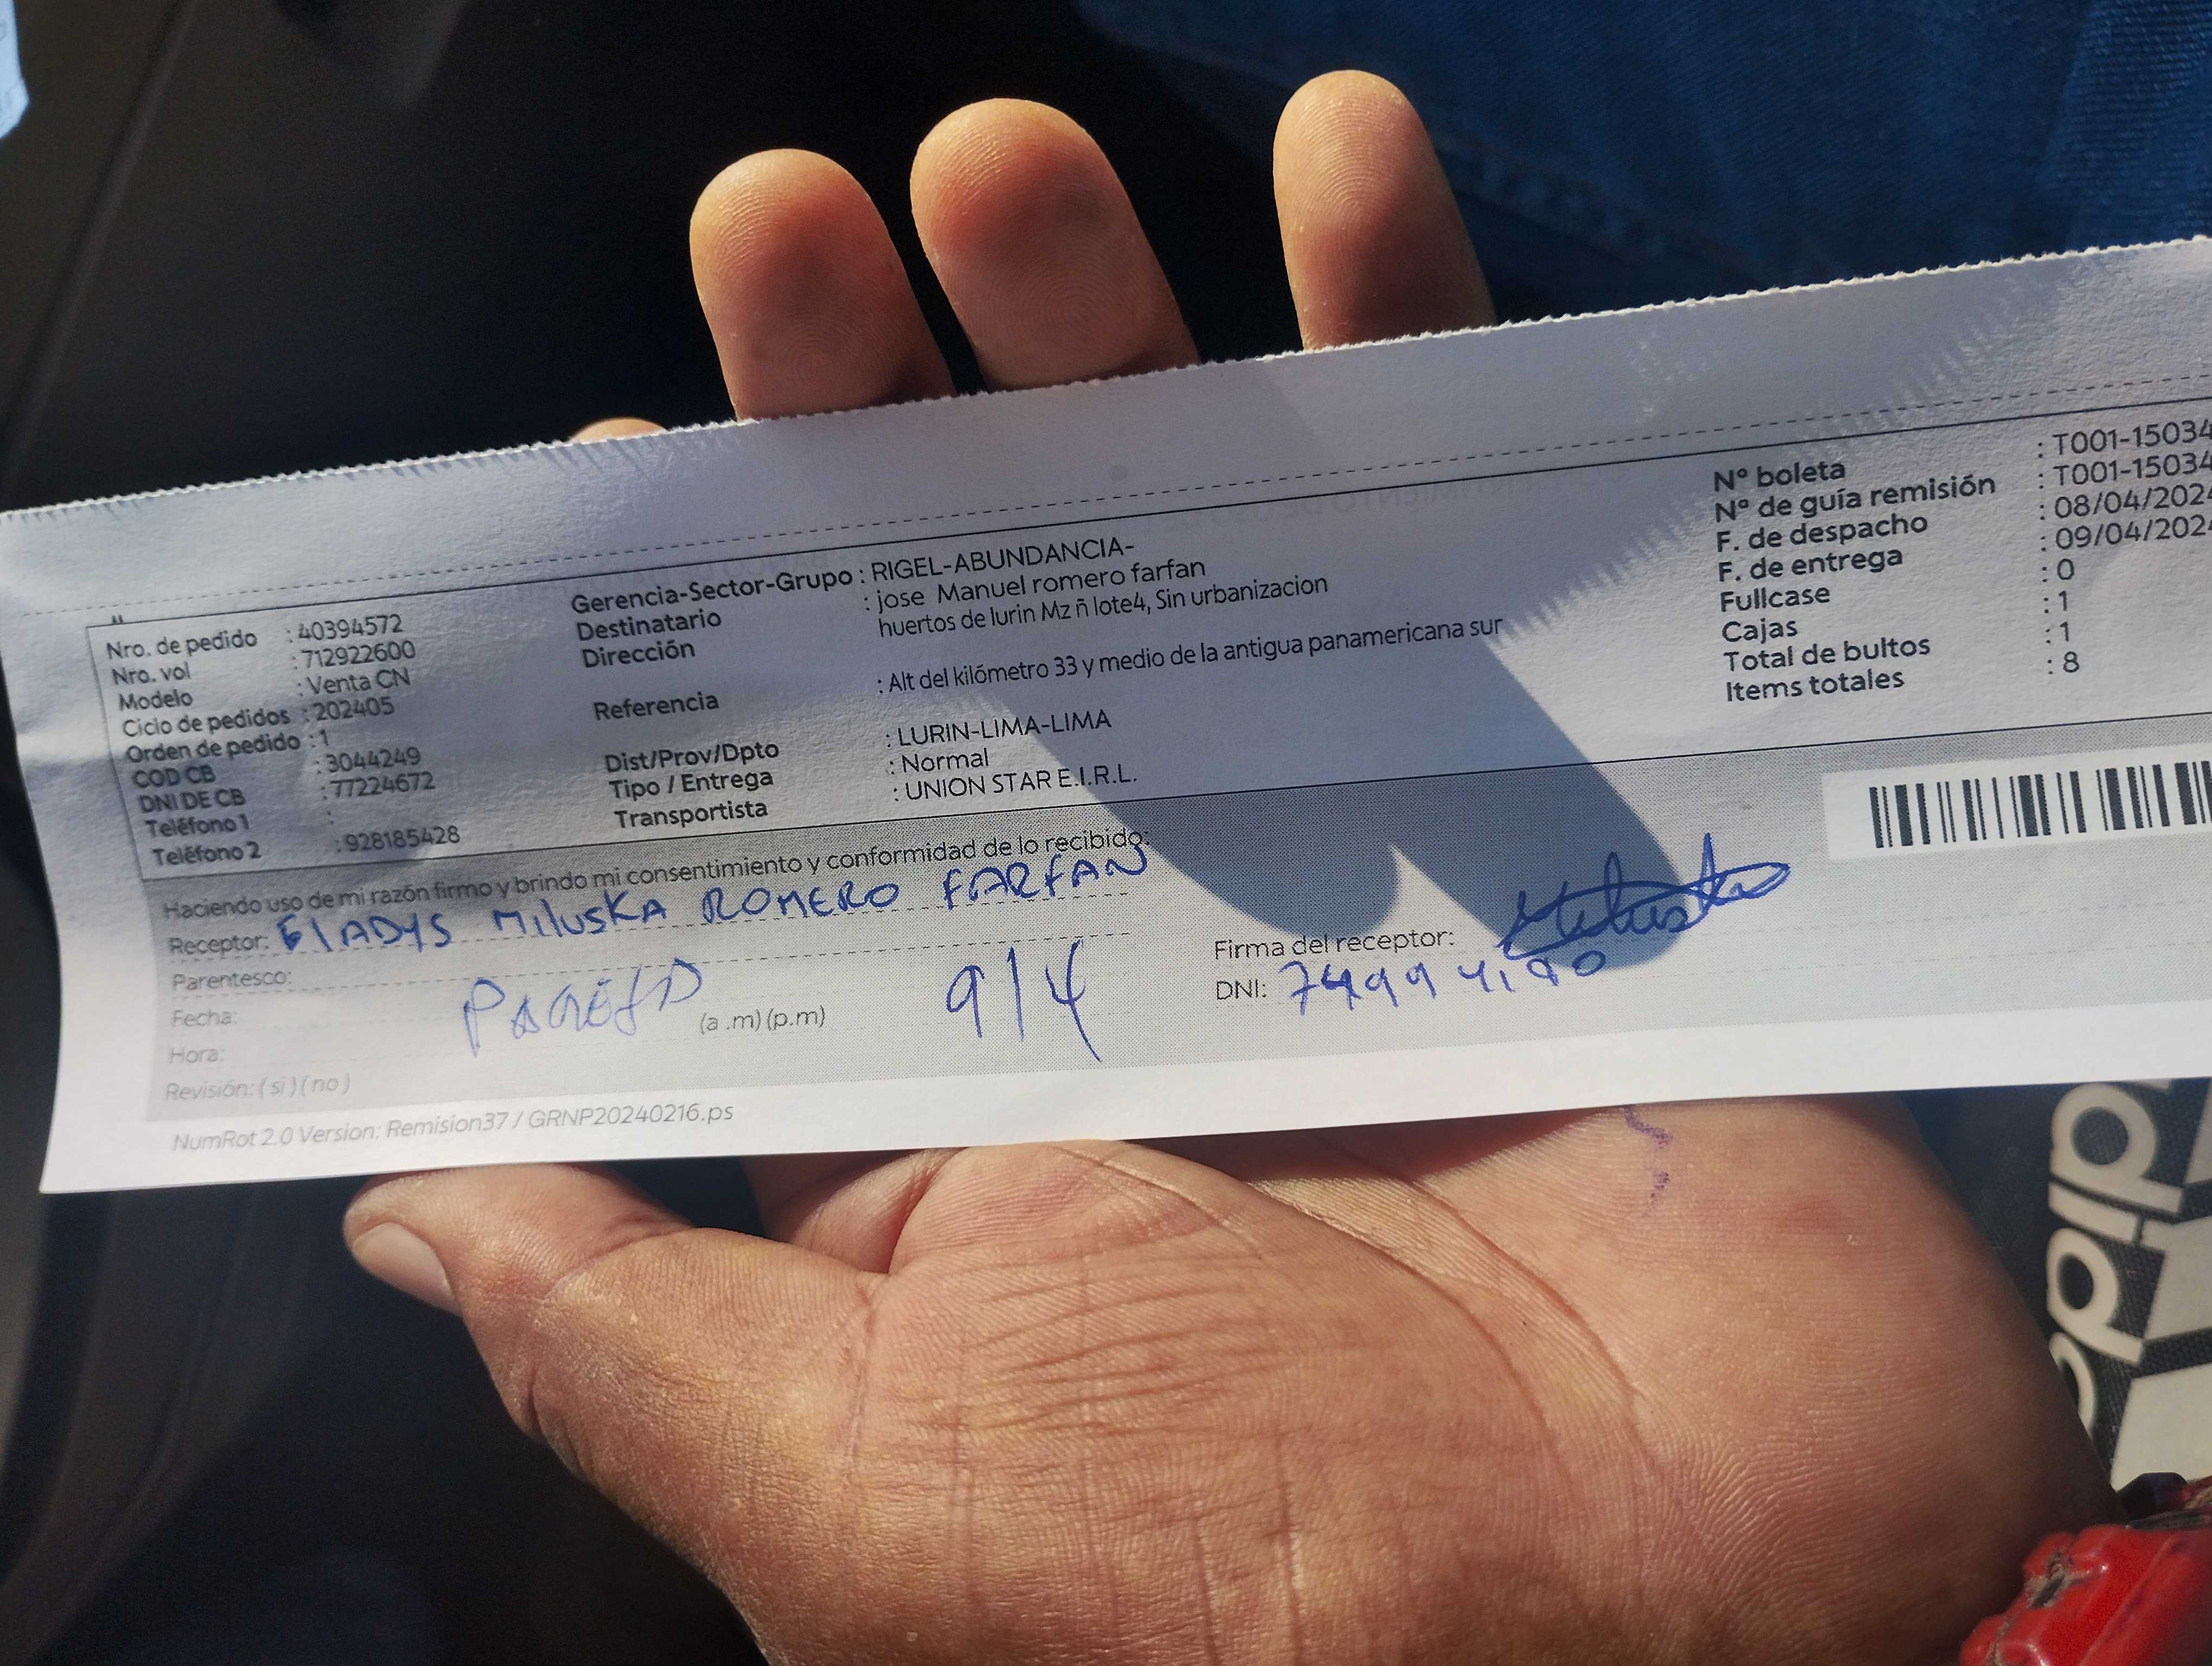 Nro. de pedido : 40394572
Nro. vol : 712922600
Modelo : Venta CN
Ciclo de pedidos : 202405
Orden de pedido : 1
COD CB : 3044249
DNI DE CB : 77224672
Teléfono 1 :
Teléfono 2 : 928185428
Gerencia-Sector-Grupo : RIGEL-ABUNDANCIA-
Destinatario : jose Manuel romero farfan
Dirección huertos de lurin Mz ñ lote4, Sin urbanizacion
Referencia : Alt del kilómetro 33 y medio de la antigua panamericana sur
Dist/Prov/Dpto : LURIN-LIMA-LIMA
Tipo / Entrega : Normal
Transportista : UNION STAR E.I.R.L.
Nº boleta : T001-15034
Nº de guía remisión : T001-15034
F. de despacho : 08/04/2024
F. de entrega : 09/04/2024
Fullcase : 0
Cajas : 1
Total de bultos : 1
Items totales : 8
Haciendo uso de mi razón firmo y brindo mi consentimiento y conformidad de lo recibido:
Receptor: GlADYS MiluSKA ROMERO FARFAN
Parentesco:
Fecha: 9/4
Hora: (a .m) (p.m)
Revisión: ( si ) ( no )
Firma del receptor: Miluska
DNI:
NumRot 2.0 Version: Remision37 / GRNP20240216.ps